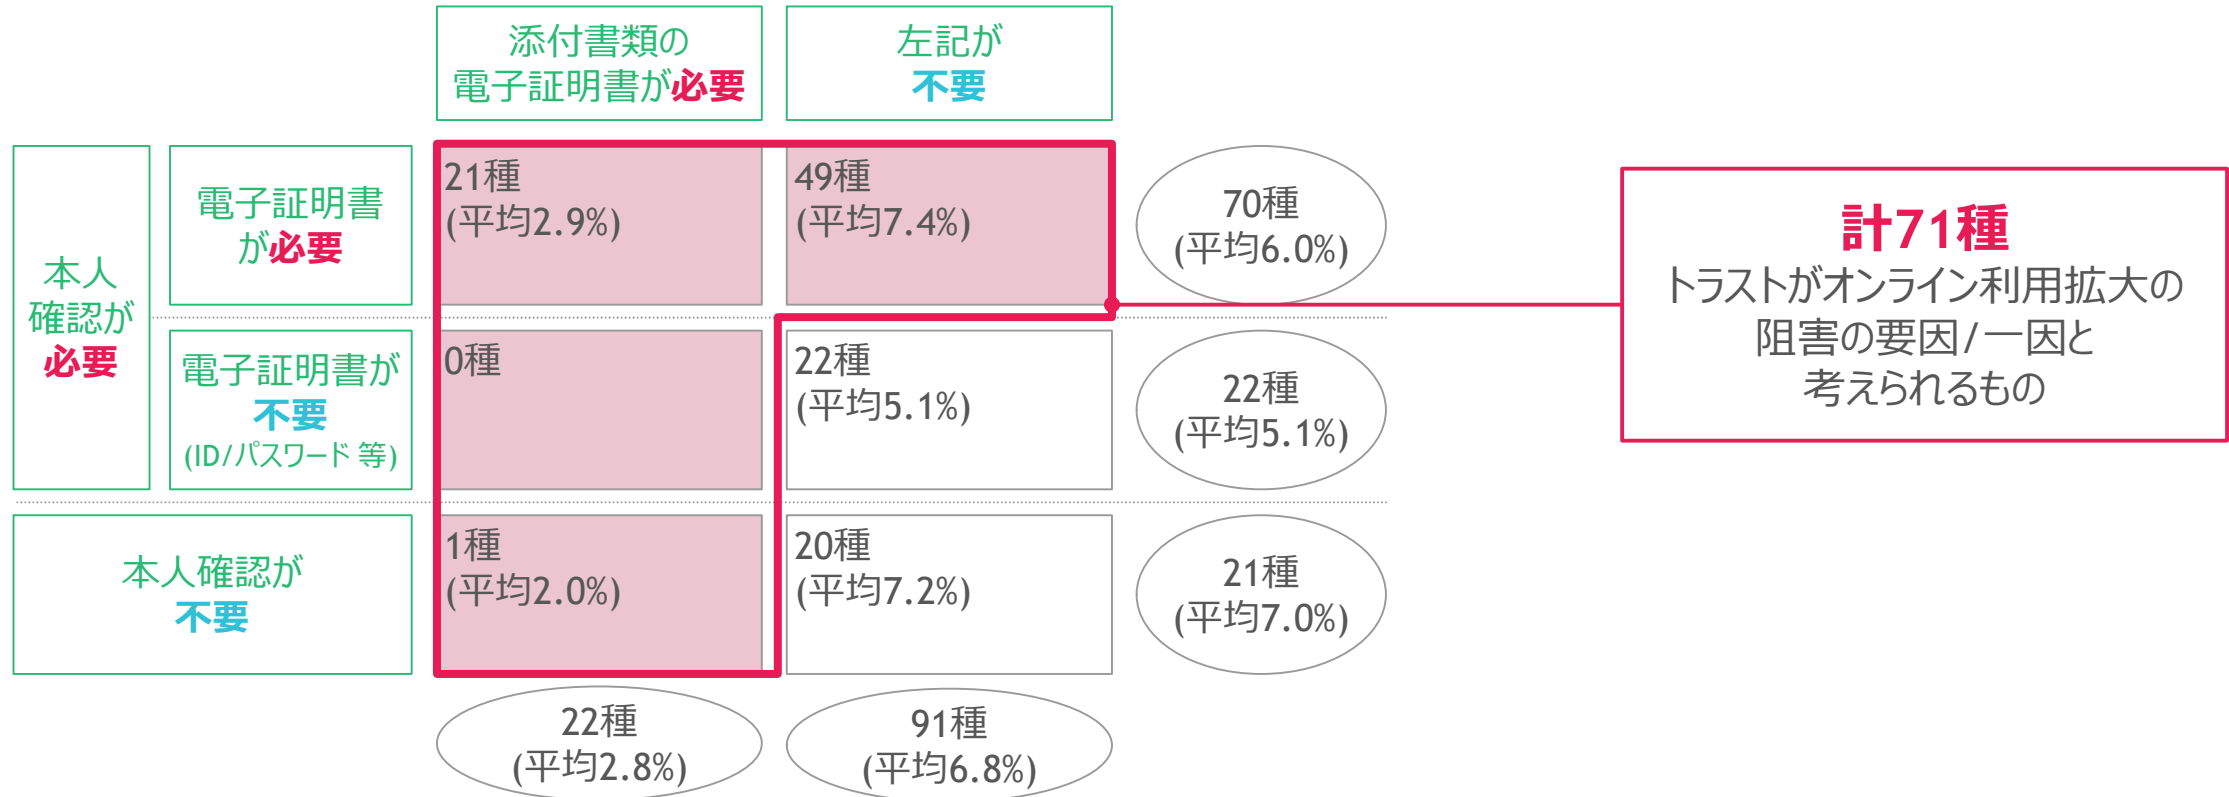 添付書類の
電子証明書が必要
左記が
不要
本人
確認が
必要
電子証明書
が必要
21種
(平均2.9%)
49種
(平均7.4%)
70種
(平均6.0%)
電子証明書が
不要
(ID/パスワード 等)
0種
22種
(平均5.1%)
22種
(平均5.1%)
本人確認が
不要
1種
(平均2.0%)
20種
(平均7.2%)
21種
(平均7.0%)
22種
(平均2.8%)
91種
(平均6.8%)
計71種
トラストがオンライン利用拡大の
阻害の要因/一因と
考えられるもの